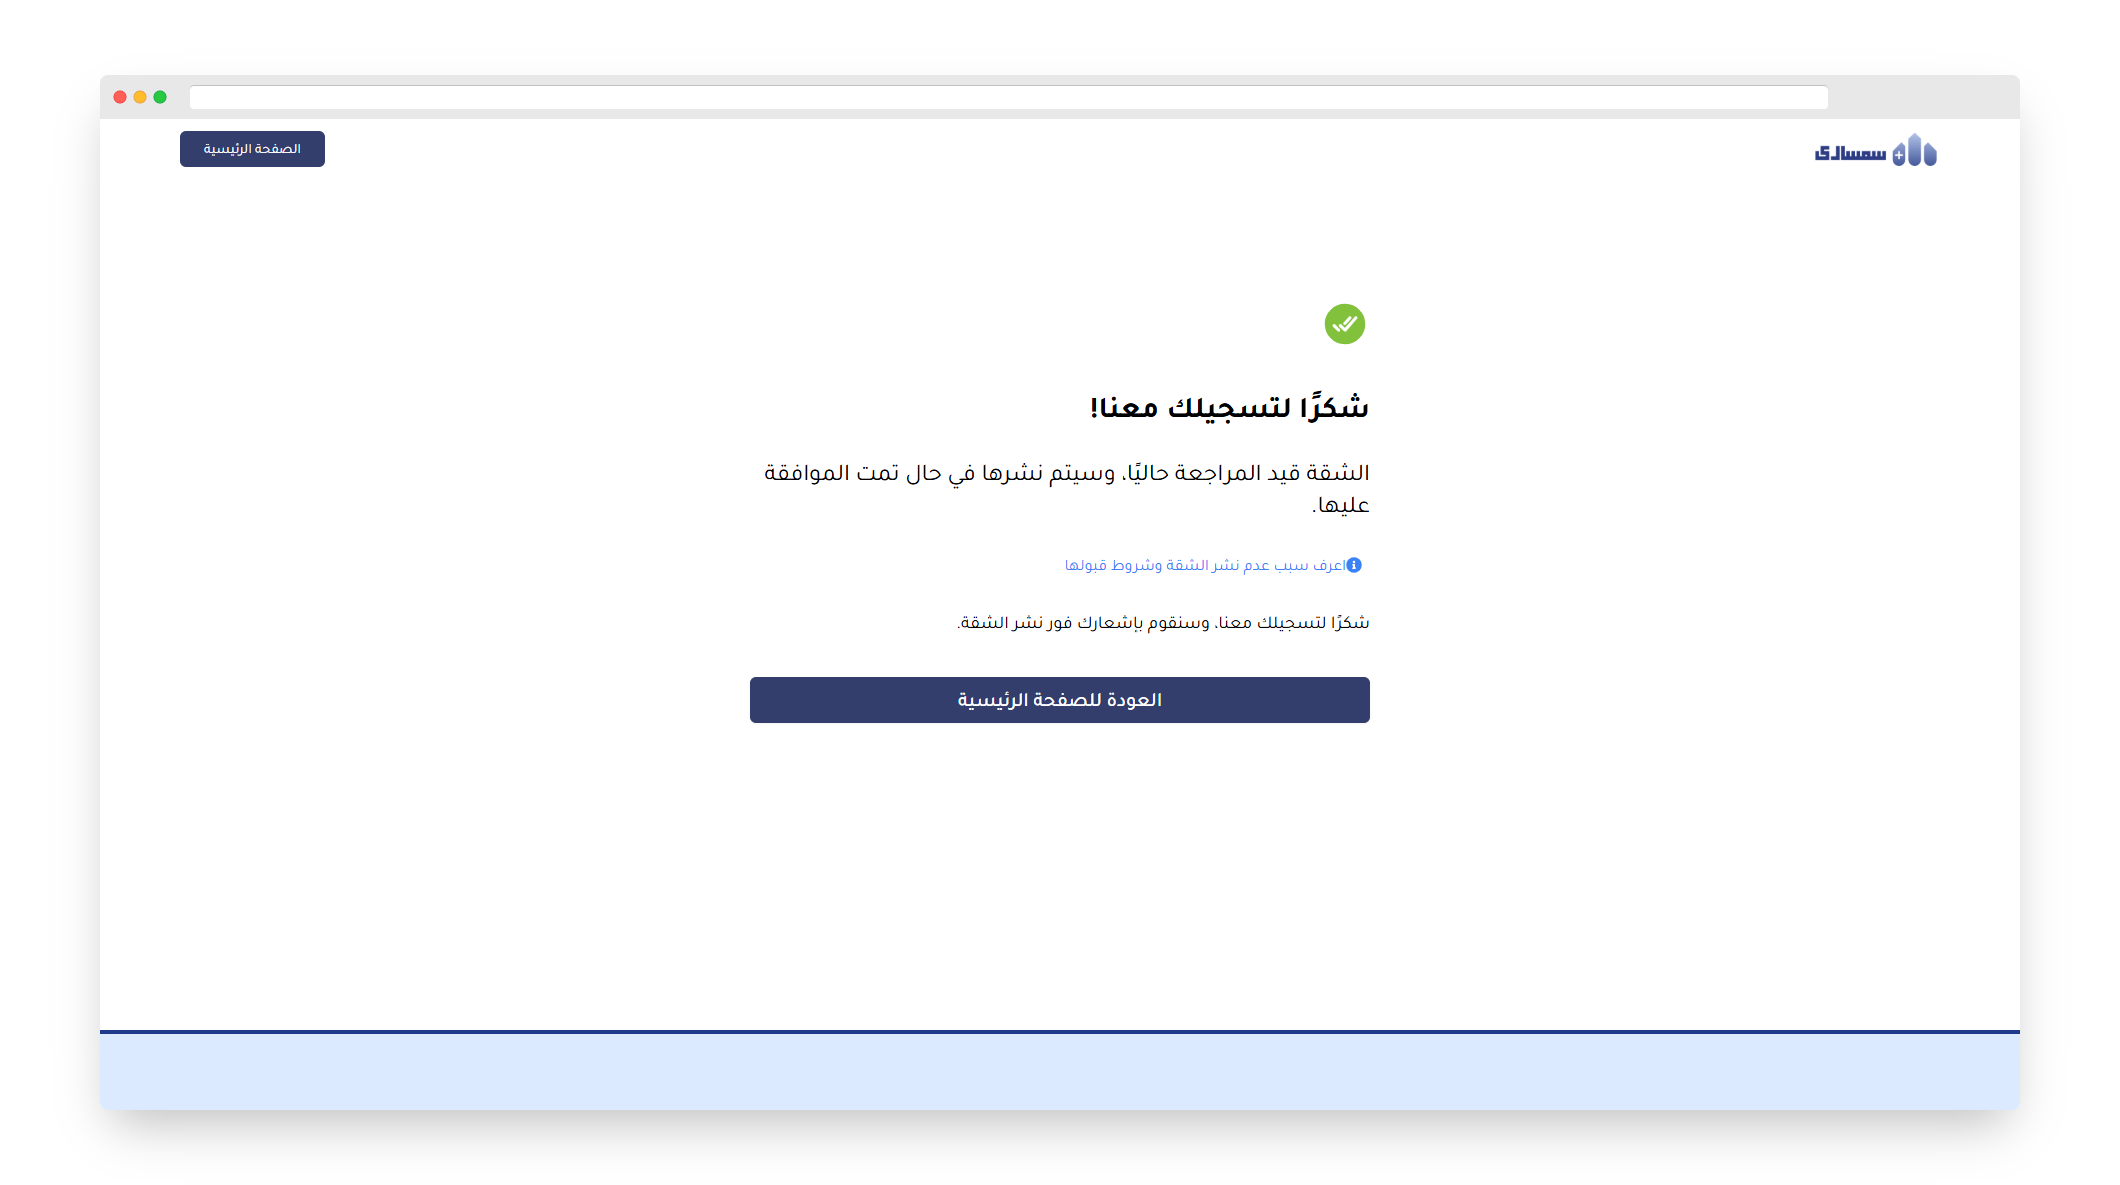 سمسارى
الصفحة الرئيسية
شكرًا لتسجيلك معنا!
الشقة قيد المراجعة حاليًا، وسيتم نشرها في حال تمت الموافقة
عليها.
اعرف سبب عدم نشر الشقة وشروط قبولها
شكرًا لتسجيلك معنا، وسنقوم بإشعارك فور نشر الشقة.
العودة للصفحة الرئيسية